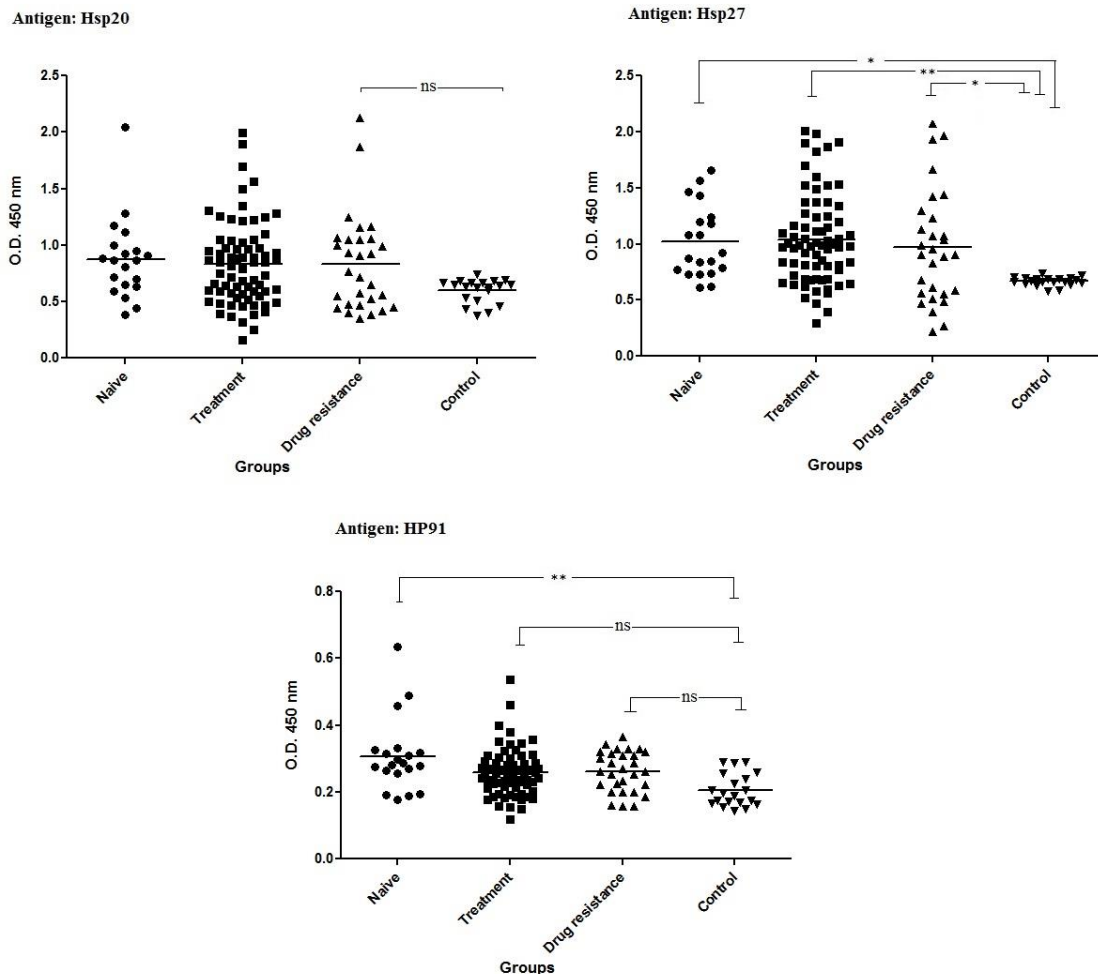 Antigen: Hsp20
O.D. 450 nm
2.5
2.0
1.5
1.0
0.5
0.0
ns
Naive
Treatment
Drug resistance
Control
Groups
Antigen: Hsp27
O.D. 450 nm
2.5
2.0
1.5
1.0
0.5
0.0
*
**
*
Naive
Treatment
Drug resistance
Control
Groups
Antigen: HP91
O.D. 450 nm
0.8
0.6
0.4
0.2
0.0
**
ns
ns
Naive
Treatment
Drug resistance
Control
Groups